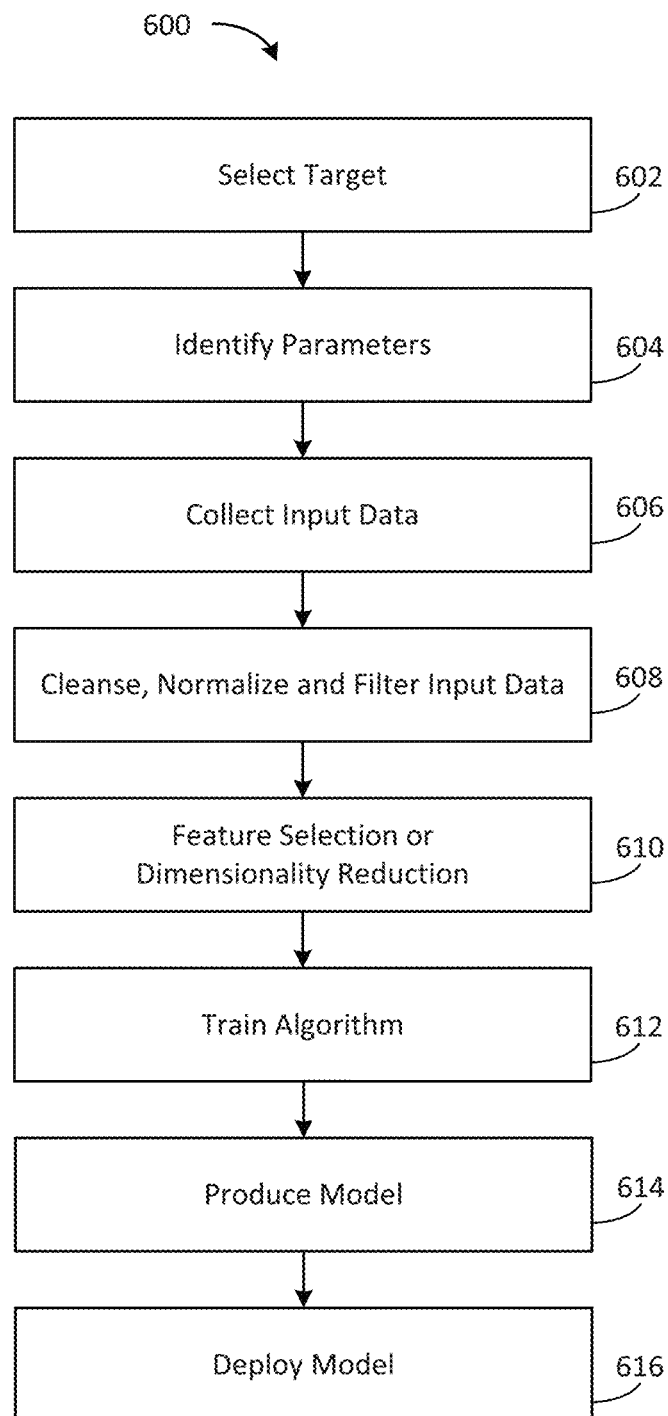 600
Select Target
602
Identify Parameters
604
Collect Input Data
606
Cleanse, Normalize and Filter Input Data
608
Feature Selection or
Dimensionality Reduction
610
Train Algorithm
612
Produce Model
614
Deploy Model
616